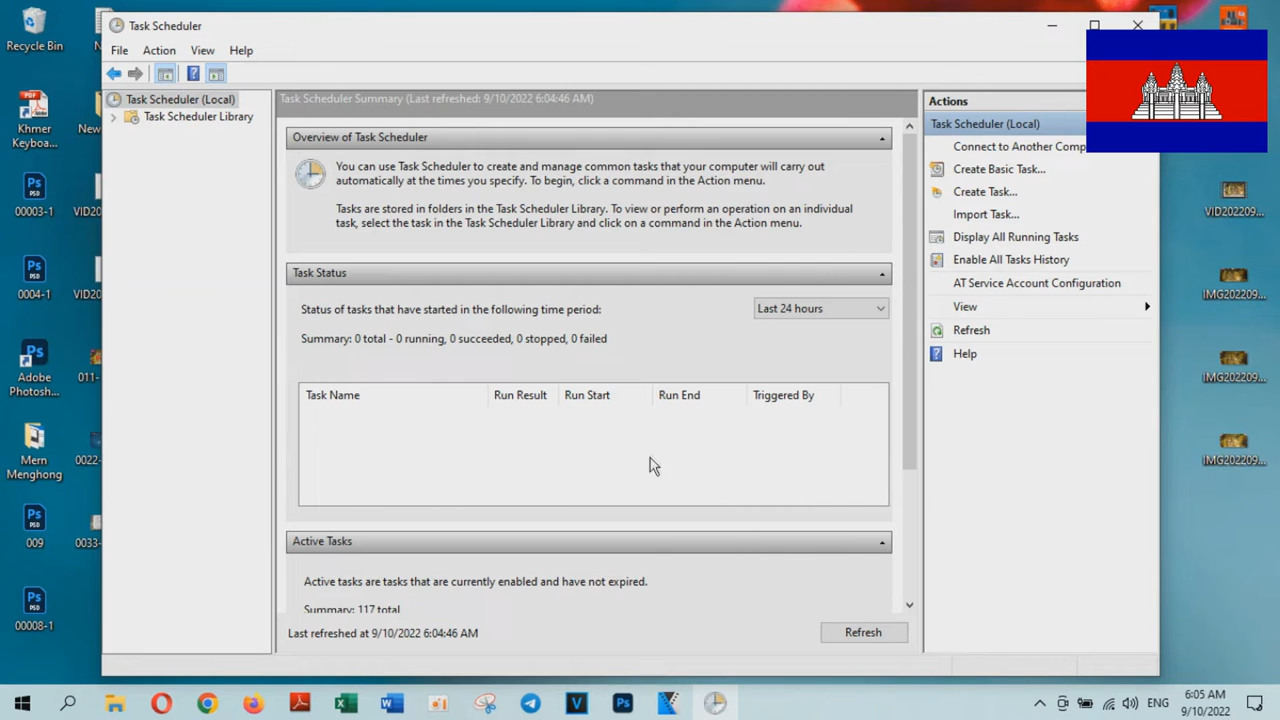 Task Scheduler
File Action View Help
Task Scheduler (Local)
Task Scheduler Library
Task Scheduler Summary (Last refreshed: 9/10/2022 6:04:46 AM)
Overview of Task Scheduler
You can use Task Scheduler to create and manage common tasks that your computer will carry out
automatically at the times you specify. To begin, click a command in the Action menu.
Tasks are stored in folders in the Task Scheduler Library. To view or perform an operation on an individual
task, select the task in the Task Scheduler Library and click on a command in the Action menu.
Task Status
Status of tasks that have started in the following time period:
Last 24 hours
Summary: 0 total - 0 running, 0 succeeded, 0 stopped, 0 failed
Task Name Run Result Run Start Run End Triggered By
Active Tasks
Active tasks are tasks that are currently enabled and have not expired.
Summary: 117 total
Last refreshed at 9/10/2022 6:04:46 AM
Refresh
Actions
Task Scheduler (Local)
Connect to Another Comp
Create Basic Task...
Create Task...
Import Task...
Display All Running Tasks
Enable All Tasks History
AT Service Account Configuration
View
Refresh
Help
Recycle Bin
Khmer
Keyboa...
New
00003-1
VID20
0004-1
VID20
Adobe
Photosh...
011-
Mern
Menghong
0022-
009
0033-
00008-1
VID202209...
IMG202209...
IMG202209...
IMG202209...
ENG
6:05 AM
9/10/2022